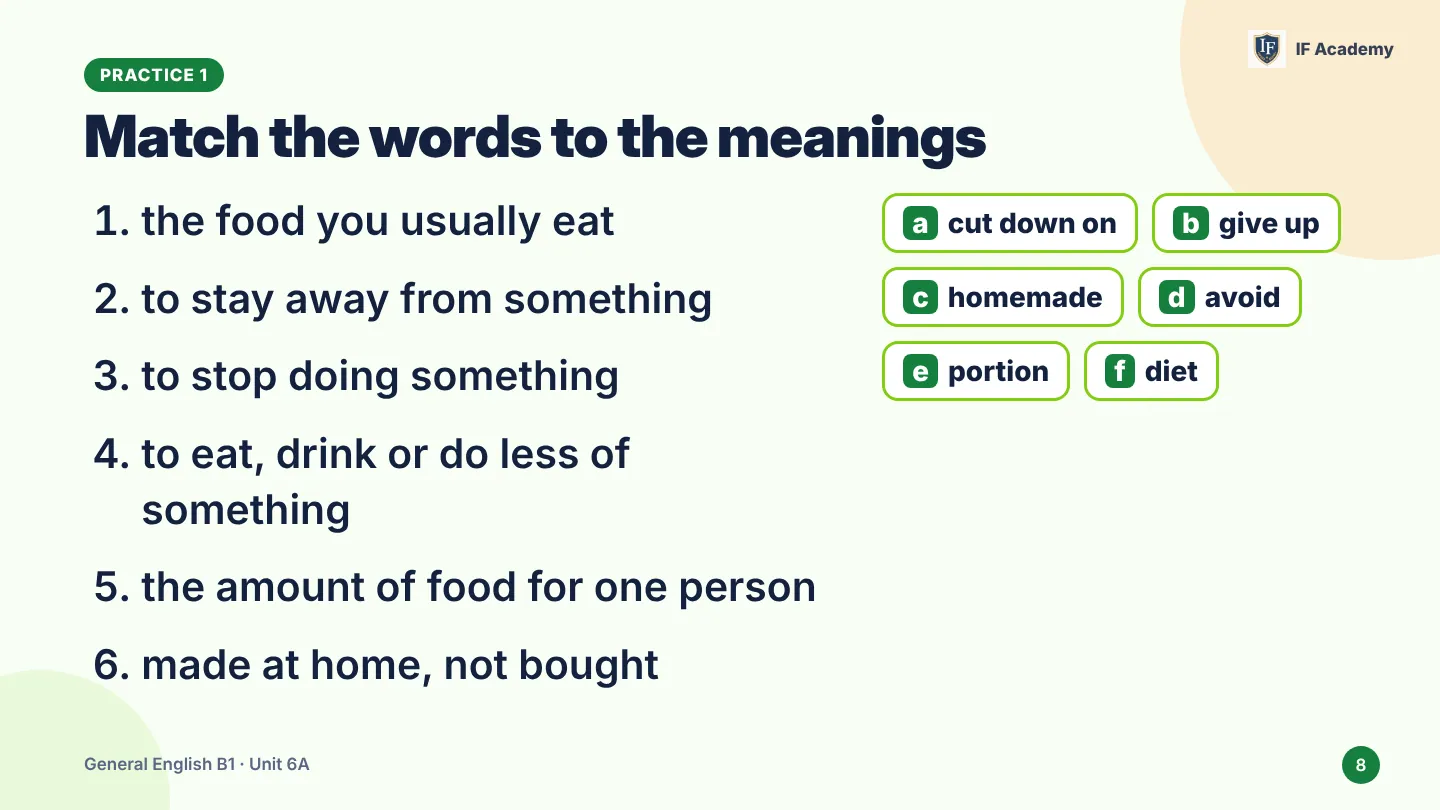 IF Academy
PRACTICE 1
Match the words to the meanings
1. the food you usually eat
2. to stay away from something
3. to stop doing something
4. to eat, drink or do less of
something
5. the amount of food for one person
6. made at home, not bought
a cut down on
b give up
c homemade
d avoid
e portion
f diet
General English B1 · Unit 6A
8